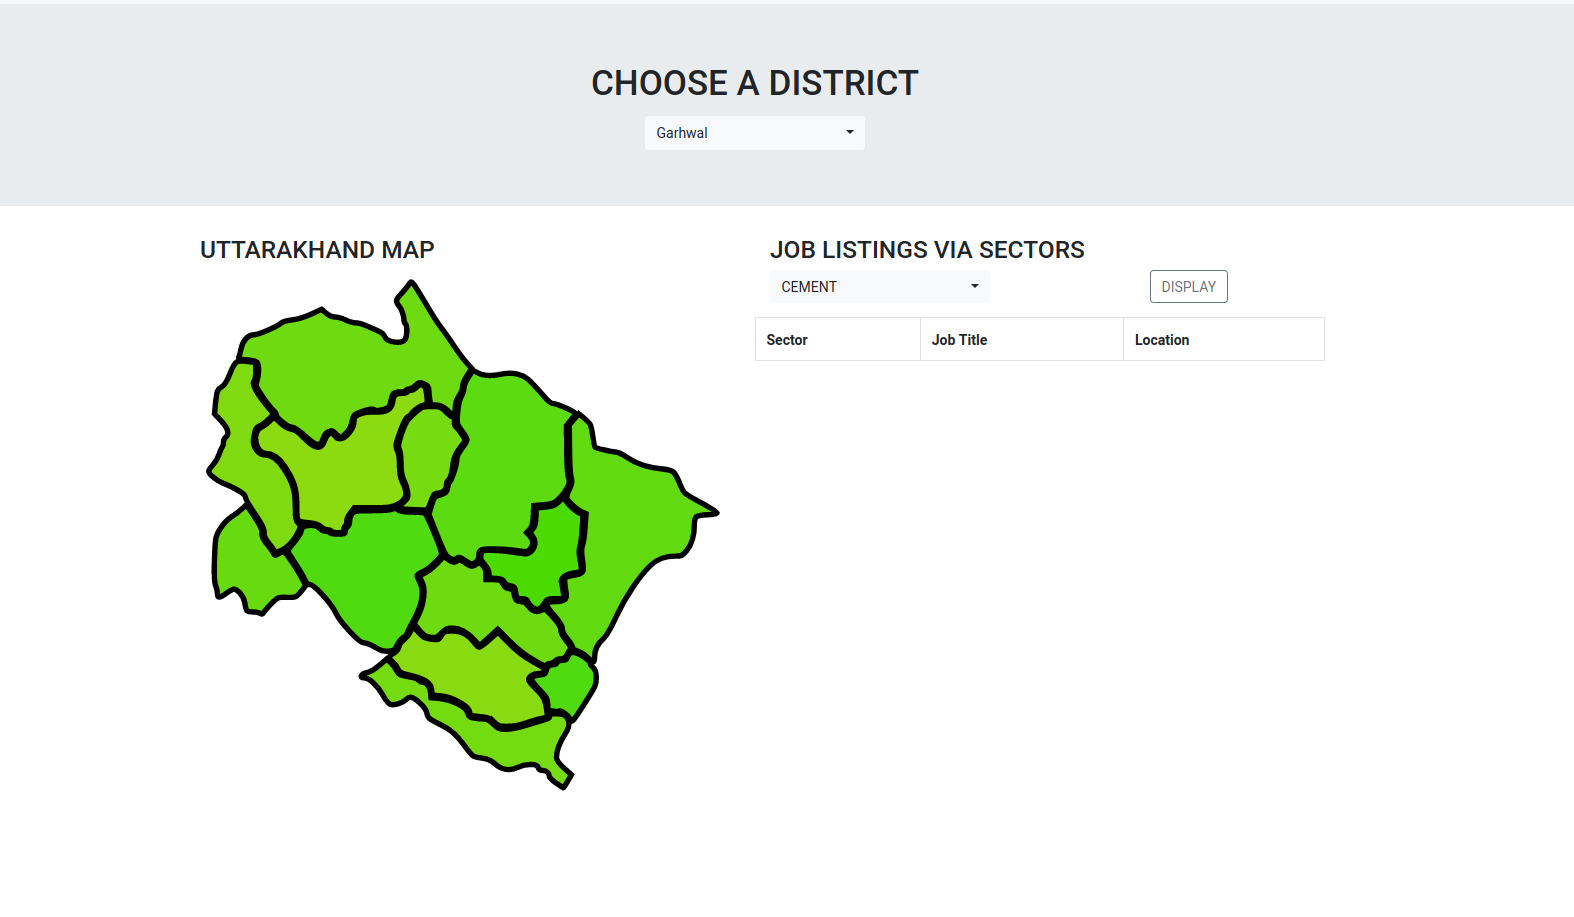 CHOOSE A DISTRICT
Garhwal
UTTARAKHAND MAP
JOB LISTINGS VIA SECTORS
CEMENT
DISPLAY
Sector Job Title Location